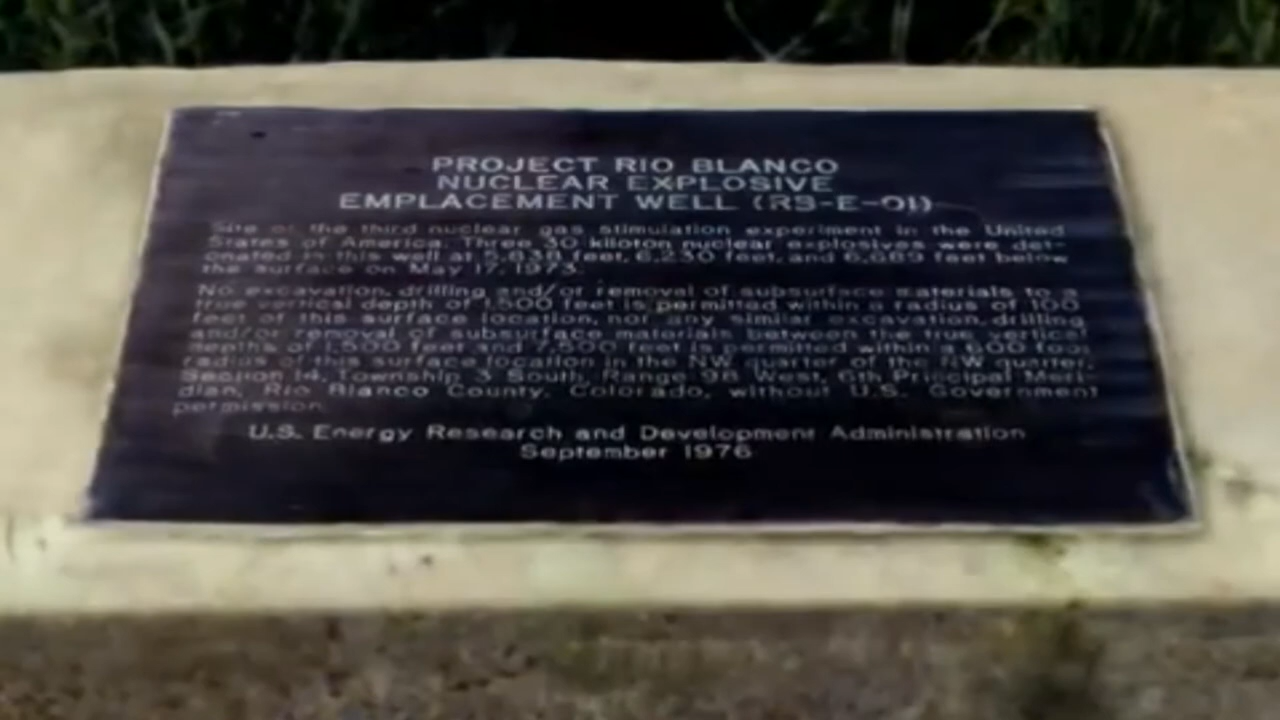 PROJECT RIO BLANCO
NUCLEAR EXPLOSIVE
EMPLACEMENT WELL (RB-E-01)
Site of the third nuclear gas stimulation experiment in the United
States of America. Three 30 kiloton nuclear explosives were det-
onated in this well at 5,838 feet, 6,230 feet, and 6,689 feet below
the surface on May 17, 1973.
No excavation, drilling and/or removal of subsurface materials to a
true vertical depth of 1,500 feet is permitted within a radius of 100
feet of this surface location, nor any similar excavation, drilling
and/or removal of subsurface materials between the true vertical
depths of 1,500 feet and 7,500 feet is permitted within a 600 foot
radius of this surface location in the NW quarter of the NW quarter,
Section 14, Township 3 South, Range 98 West, 6th Principal Meri
dian, Rio Blanco County, Colorado, without U.S. Government
permission.
U.S. Energy Research and Development Administration
September 1976